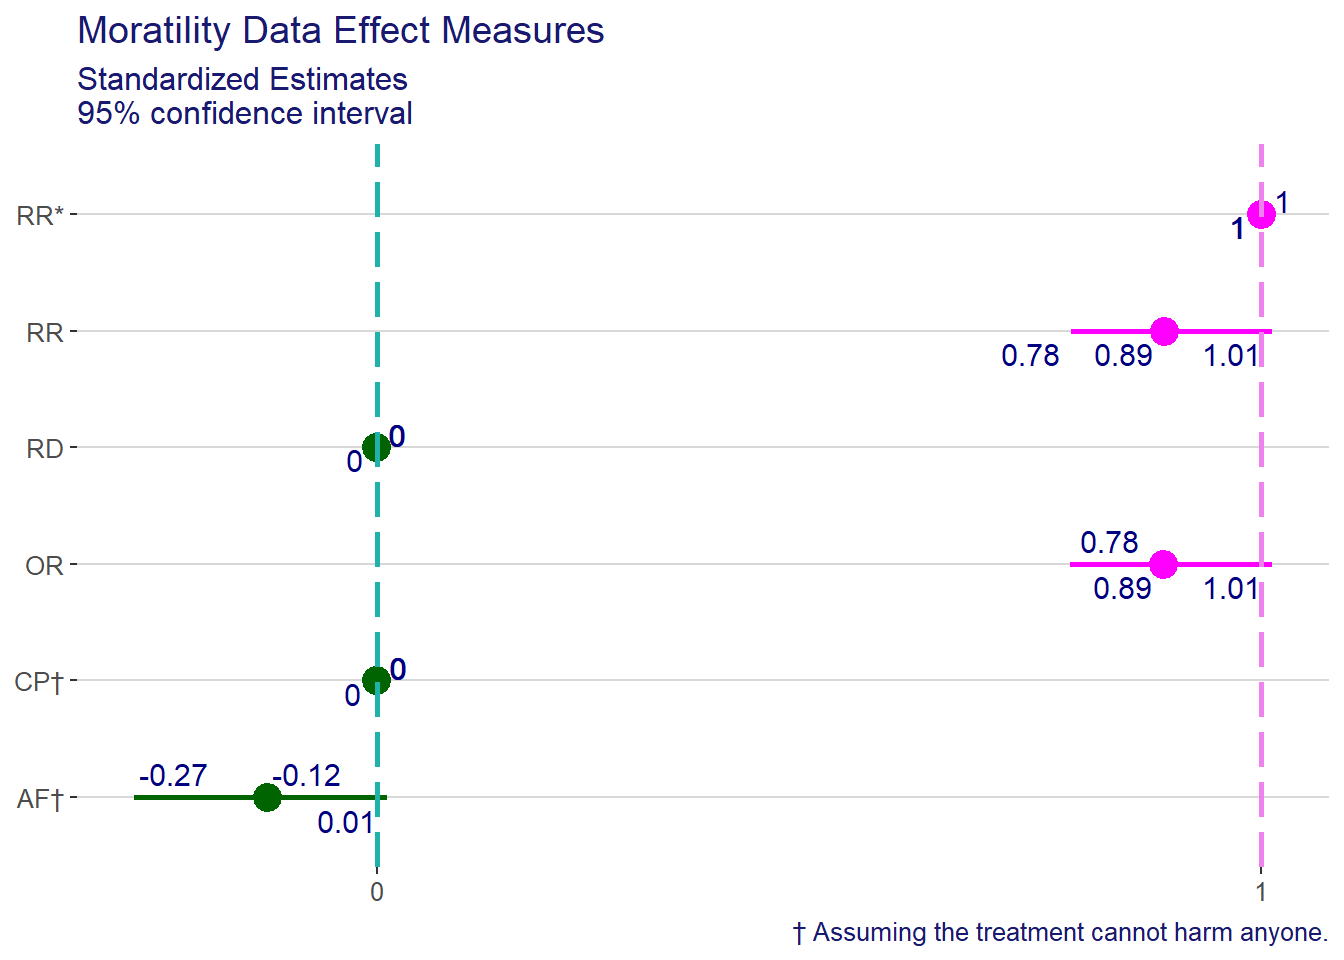 Moratility Data Effect Measures
Standardized Estimates
95% confidence interval
RR*
1
1
RR
0.78 0.89 1.01
RD
0
0
OR
0.78
0.89 1.01
CP†
0
0
AF†
-0.27 -0.12
0.01
0 1
† Assuming the treatment cannot harm anyone.